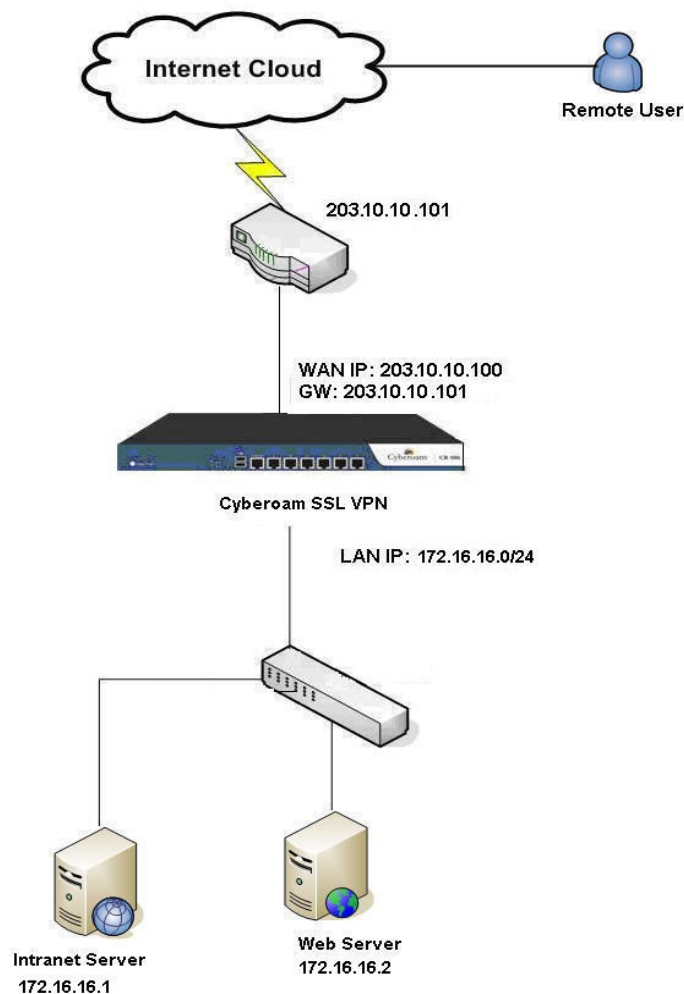 Internet Cloud
Remote User
203.10.10.101
WAN IP: 203.10.10.100
GW: 203.10.10.101
Cyberoam
Cyberoam SSL VPN
LAN IP: 172.16.16.0/24
Intranet Server
172.16.16.1
Web Server
172.16.16.2